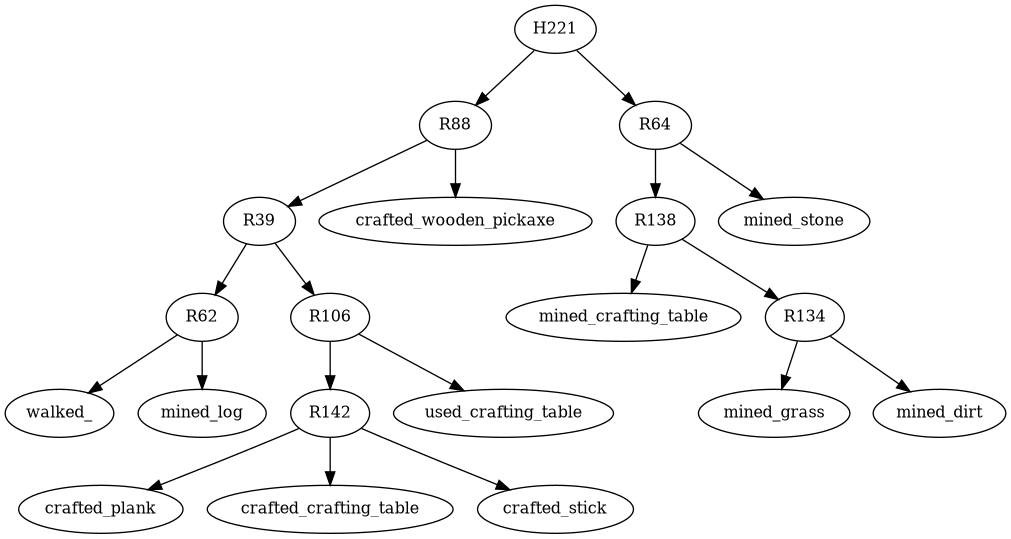 H221
R88
R64
R39
crafted_wooden_pickaxe
R138
mined_stone
R62
R106
mined_crafting_table
R134
walked_
mined_log
R142
used_crafting_table
mined_grass
mined_dirt
crafted_plank
crafted_crafting_table
crafted_stick